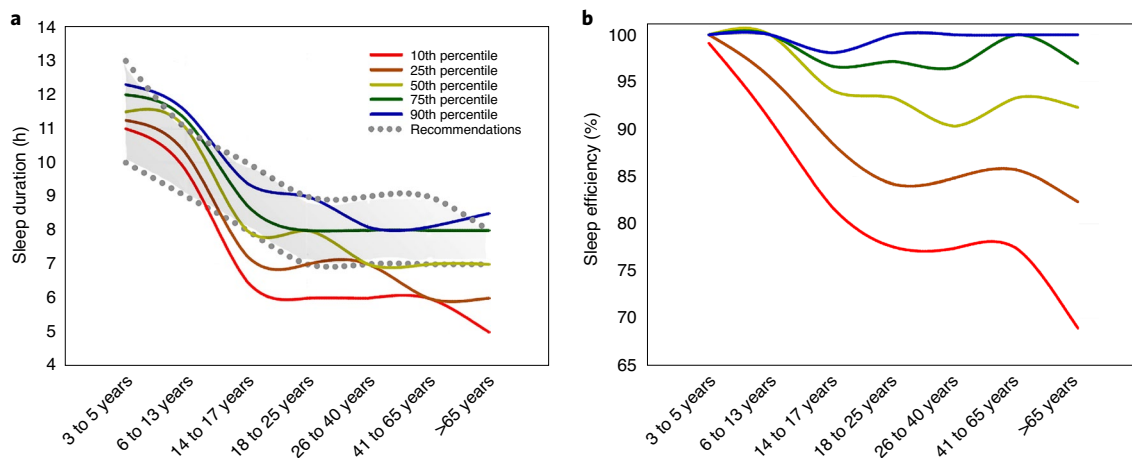 a
14
13
12
11
10
9
8
7
6
5
4
Sleep duration (h)
10th percentile
25th percentile
50th percentile
75th percentile
90th percentile
Recommendations
3 to 5 years
6 to 13 years
14 to 17 years
18 to 25 years
26 to 40 years
41 to 65 years
>65 years
b
100
95
90
85
80
75
70
65
Sleep efficiency (%)
3 to 5 years
6 to 13 years
14 to 17 years
18 to 25 years
26 to 40 years
41 to 65 years
>65 years